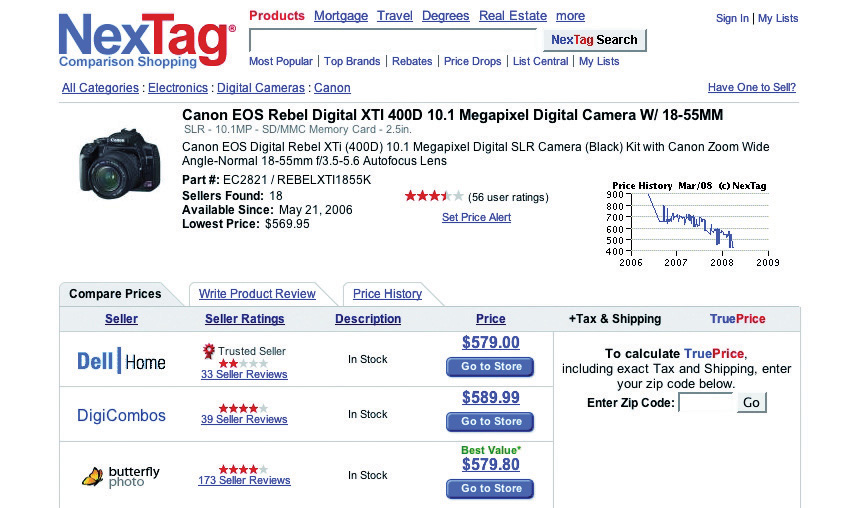 NexTag®
Comparison Shopping
Products Mortgage Travel Degrees Real Estate more
Sign In | My Lists
NexTag Search
Most Popular | Top Brands | Rebates | Price Drops | List Central | My Lists
All Categories : Electronics : Digital Cameras : Canon
Have One to Sell?
Canon EOS Rebel Digital XTI 400D 10.1 Megapixel Digital Camera W/ 18-55MM
SLR - 10.1MP - SD/MMC Memory Card - 2.5in.
Canon EOS Digital Rebel XTi (400D) 10.1 Megapixel Digital SLR Camera (Black) Kit with Canon Zoom Wide
Angle-Normal 18-55mm f/3.5-5.6 Autofocus Lens
Part #: EC2821 / REBELXTI1855K
Sellers Found: 18
Available Since: May 21, 2006
Lowest Price: $569.95
(56 user ratings)
Set Price Alert
Price History Mar/08 (c) NexTag
900
800
700
600
500
400
2006 2007 2008 2009
Canon
Compare Prices Write Product Review Price History
Seller Seller Ratings Description Price +Tax & Shipping TruePrice
Dell Home
Trusted Seller
33 Seller Reviews
In Stock
$579.00
Go to Store
To calculate TruePrice,
including exact Tax and Shipping, enter
your zip code below.
Enter Zip Code: Go
DigiCombos
39 Seller Reviews
In Stock
$589.99
Go to Store
butterfly
photo
173 Seller Reviews
In Stock
Best Value*
$579.80
Go to Store